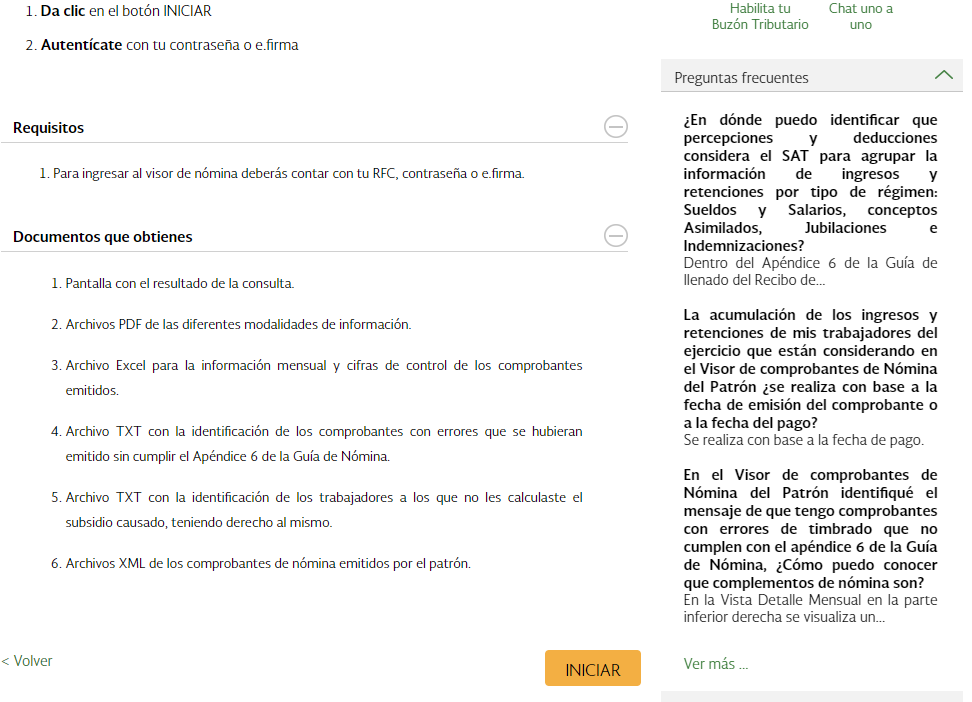 1. Da clic en el botón INICIAR
2. Autentícate con tu contraseña o e.firma
Requisitos
1. Para ingresar al visor de nómina deberás contar con tu RFC, contraseña o e.firma.
Documentos que obtienes
1. Pantalla con el resultado de la consulta.
2. Archivos PDF de las diferentes modalidades de información.
3. Archivo Excel para la información mensual y cifras de control de los comprobantes
emitidos.
4. Archivo TXT con la identificación de los comprobantes con errores que se hubieran
emitido sin cumplir el Apéndice 6 de la Guía de Nómina.
5. Archivo TXT con la identificación de los trabajadores a los que no les calculaste el
subsidio causado, teniendo derecho al mismo.
6. Archivos XML de los comprobantes de nómina emitidos por el patrón.
< Volver
INICIAR
Habilita tu
Buzón Tributario
Chat uno a
uno
Preguntas frecuentes
¿En dónde puedo identificar que
percepciones y deducciones
considera el SAT para agrupar la
información de ingresos y
retenciones por tipo de régimen:
Sueldos y Salarios, conceptos
Asimilados, Jubilaciones e
Indemnizaciones?
Dentro del Apéndice 6 de la Guía de
llenado del Recibo de...
La acumulación de los ingresos y
retenciones de mis trabajadores del
ejercicio que están considerando en
el Visor de comprobantes de Nómina
del Patrón ¿se realiza con base a la
fecha de emisión del comprobante o
a la fecha del pago?
Se realiza con base a la fecha de pago.
En el Visor de comprobantes de
Nómina del Patrón identifiqué el
mensaje de que tengo comprobantes
con errores de timbrado que no
cumplen con el apéndice 6 de la Guía
de Nómina, ¿Cómo puedo conocer
que complementos de nómina son?
En la Vista Detalle Mensual en la parte
inferior derecha se visualiza un...
Ver más ...